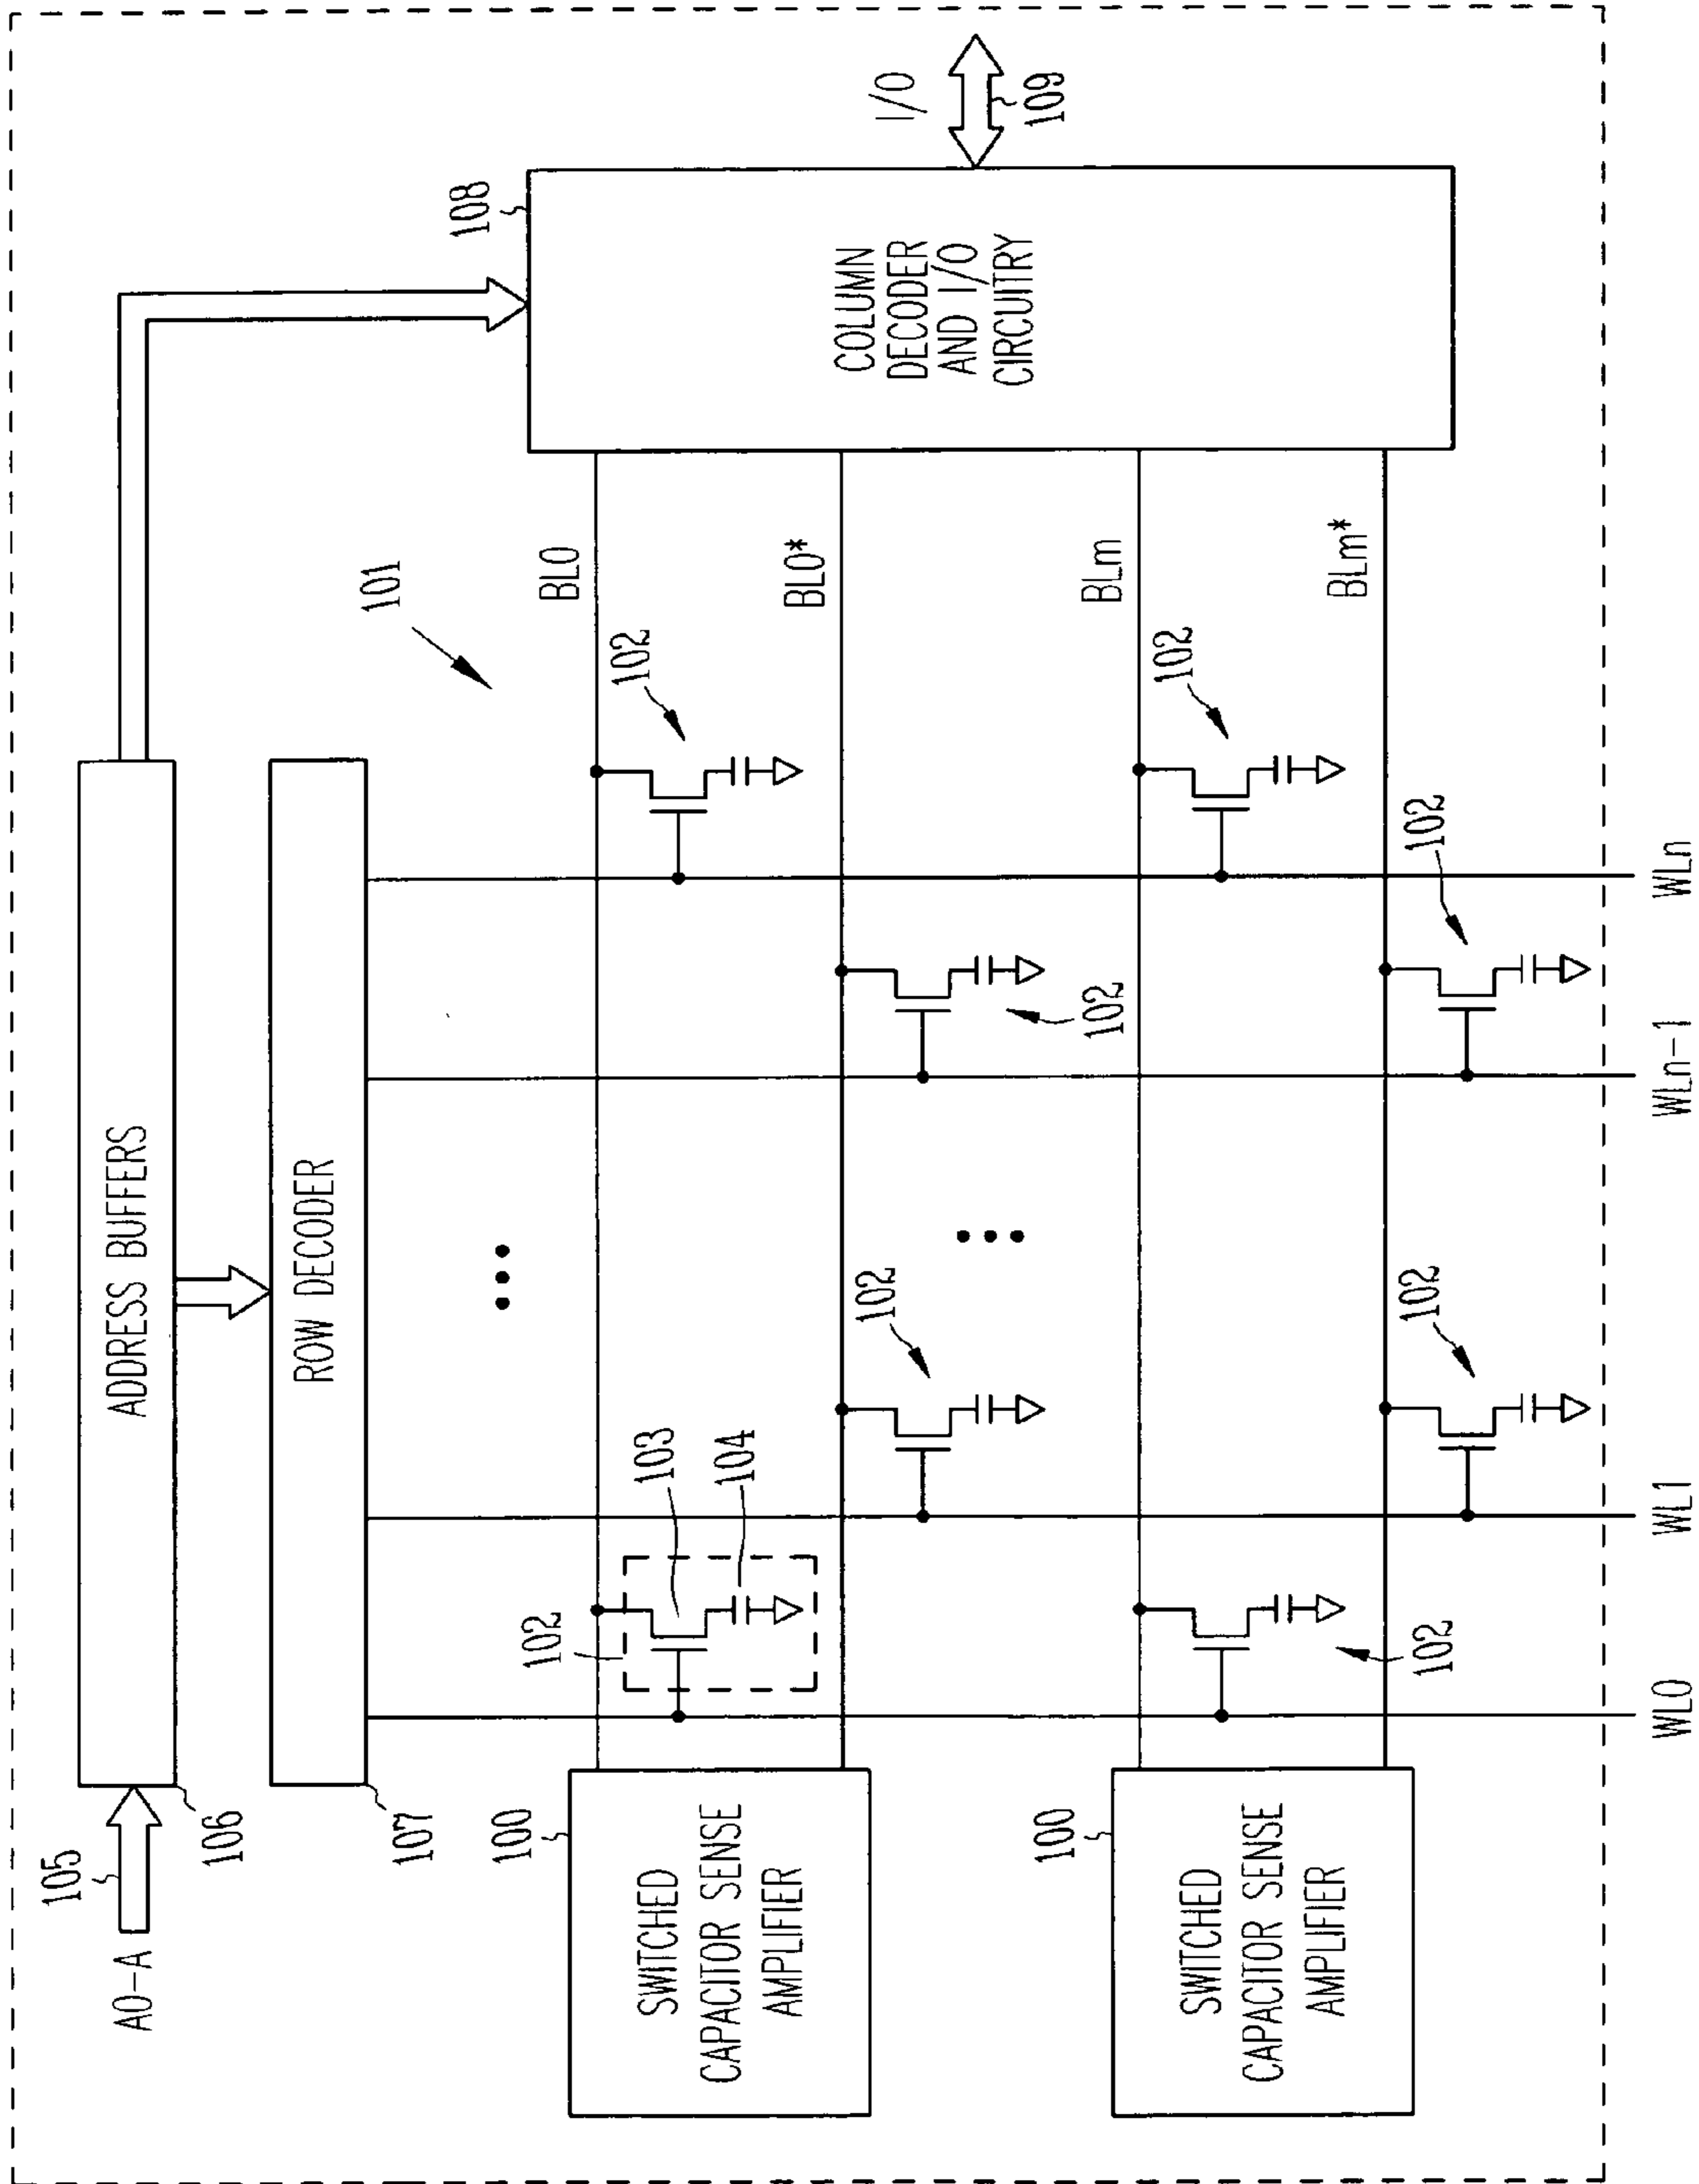 A0-A
105
ADDRESS BUFFERS
106
ROW DECODER
107
108
101
100
SWITCHED
CAPACITOR SENSE
AMPLIFIER
102
103
104
102
BL0
102
102
BL0*
COLUMN
DECODER
AND I/O
CIRCUITRY
I/O
109
100
SWITCHED
CAPACITOR SENSE
AMPLIFIER
102
102
BLm
102
102
BLm*
WL0
WL1
WLn-1
WLn